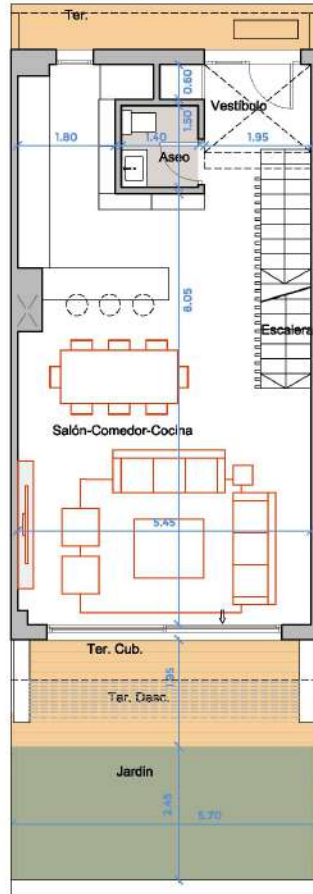 Ter.
0.60
Vestíbulo
1.50
1.80
1.40
1.95
Aseo
8.05
Escalera
Salón-Comedor-Cocina
5.45
Ter. Cub.
1.95
Ter. Desc.
Jardín
2.45
5.70